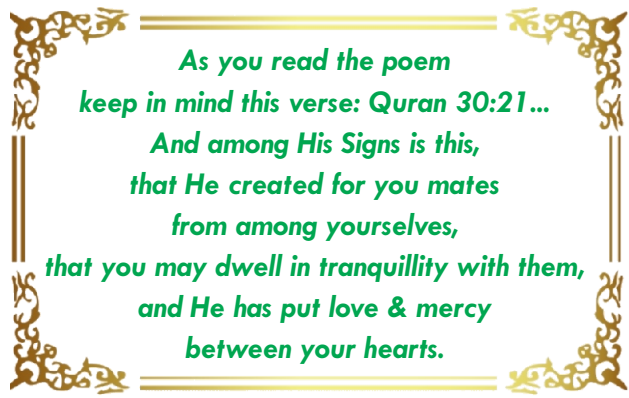 As you read the poem
keep in mind this verse: Quran 30:21...
And among His Signs is this,
that He created for you mates
from among yourselves,
that you may dwell in tranquillity with them,
and He has put love & mercy
between your hearts.